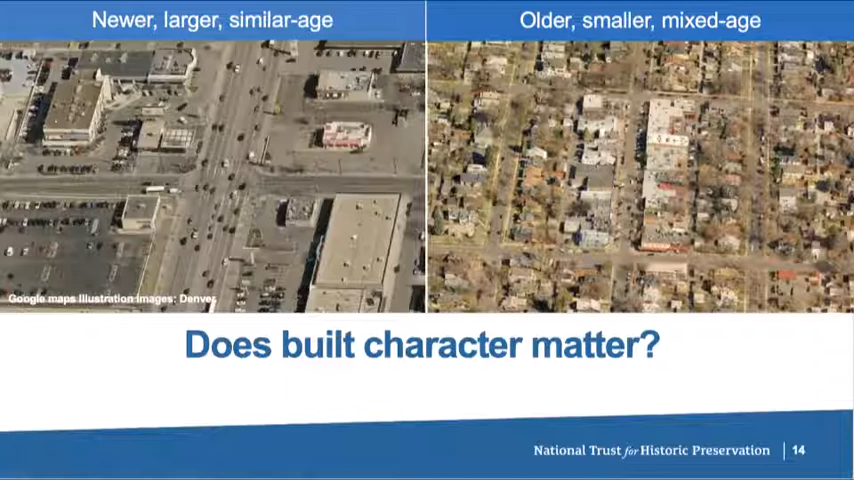 Newer, larger, similar-age
Older, smaller, mixed-age
Google maps Illustration Images: Denver
Does built character matter?
National Trust for Historic Preservation | 14